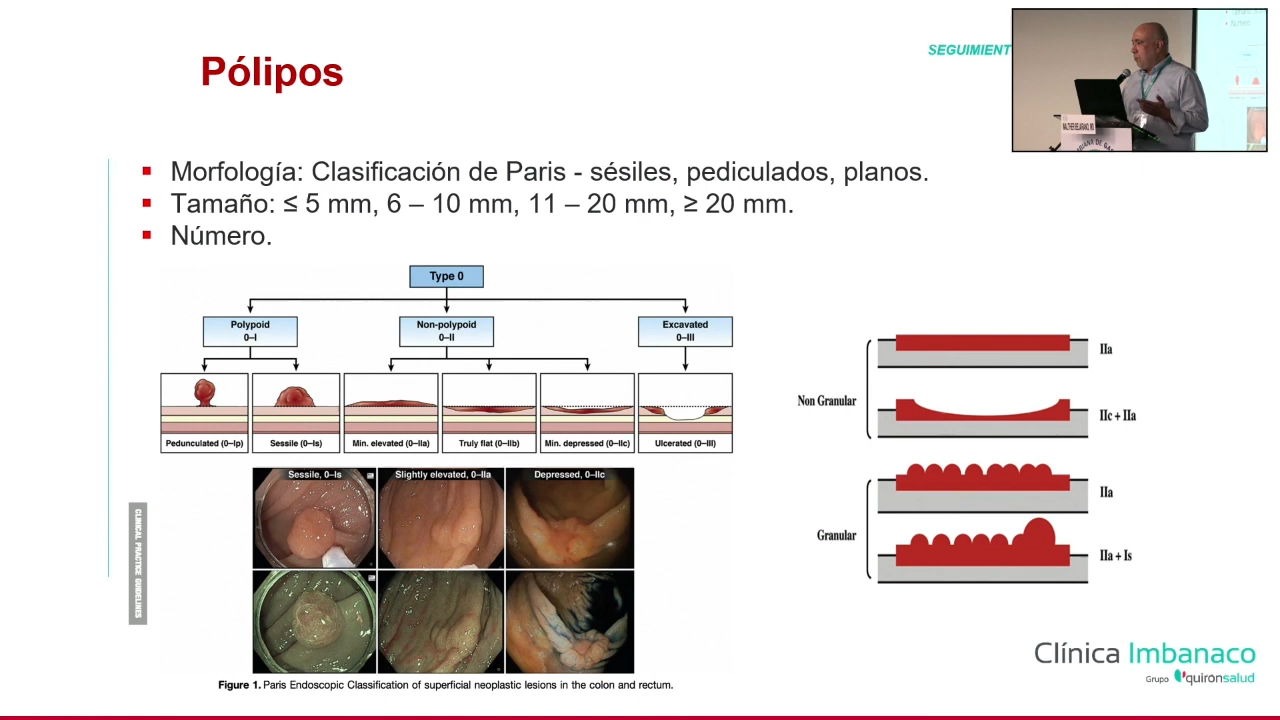 Pólipos
SEGUIMIENT
▪ Morfología: Clasificación de Paris - sésiles, pediculados, planos.
▪ Tamaño: ≤ 5 mm, 6 – 10 mm, 11 – 20 mm, ≥ 20 mm.
▪ Número.
Type 0
Polypoid
0–I
Non-polypoid
0–II
Excavated
0–III
Pedunculated (0–Ip)
Sessile (0–Is)
Min. elevated (0–IIa)
Truly flat (0–IIb)
Min. depressed (0–IIc)
Ulcerated (0–III)
Sessile, 0–Is
Slightly elevated, 0–IIa
Depressed, 0–IIc
CLINICAL PRACTICE GUIDELINES
Figure 1. Paris Endoscopic Classification of superficial neoplastic lesions in the colon and rectum.
Non Granular
IIa
IIc + IIa
Granular
IIa
IIa + Is
Clínica Imbanaco
Grupo quirónsalud